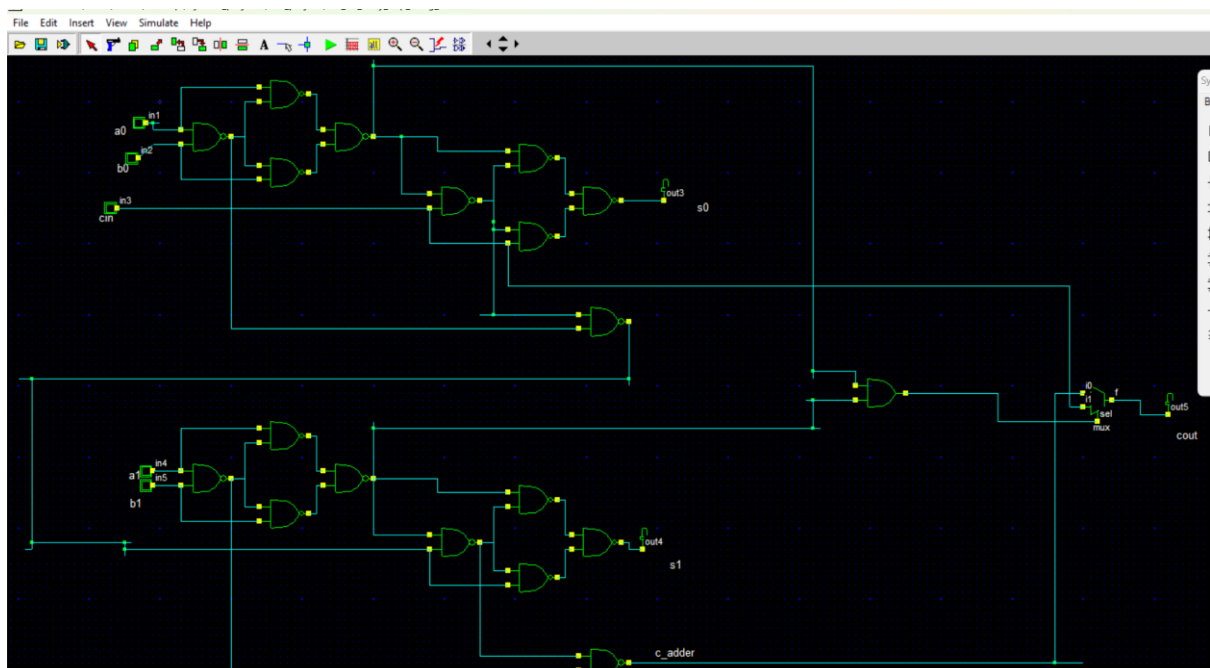 File Edit Insert View Simulate Help
A
Sy
B
in1
a0
in2
b0
in3
cin
out3
s0
i0
f
i1
out5
sel
mux
cout
in4
a1
in5
b1
out4
s1
c_adder